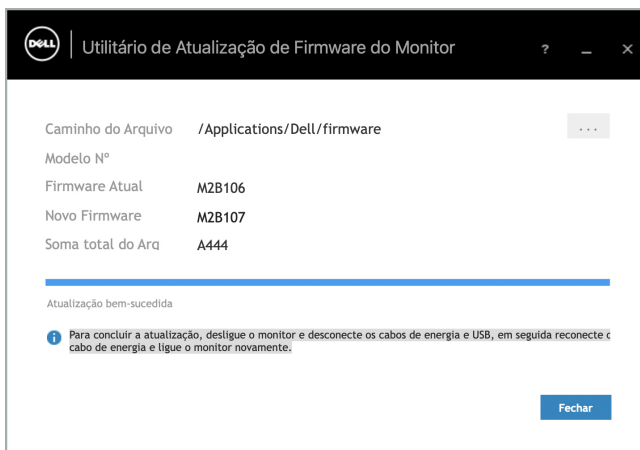 DELL
Utilitário de Atualização de Firmware do Monitor ? _ ×
Caminho do Arquivo /Applications/Dell/firmware ...
Modelo Nº
Firmware Atual M2B106
Novo Firmware M2B107
Soma total do Arq A444
Atualização bem-sucedida
Para concluir a atualização, desligue o monitor e desconecte os cabos de energia e USB, em seguida reconecte
cabo de energia e ligue o monitor novamente.
Fechar